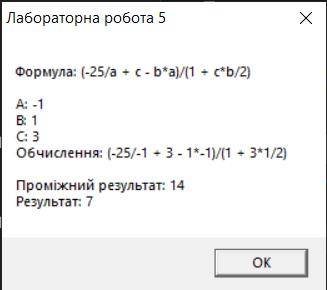 Лабораторна робота 5
Формула: (-25/a + c - b*a)/(1 + c*b/2)
A: -1
B: 1
C: 3
Обчислення: (-25/-1 + 3 - 1*-1)/(1 + 3*1/2)
Проміжний результат: 14
Результат: 7
OK